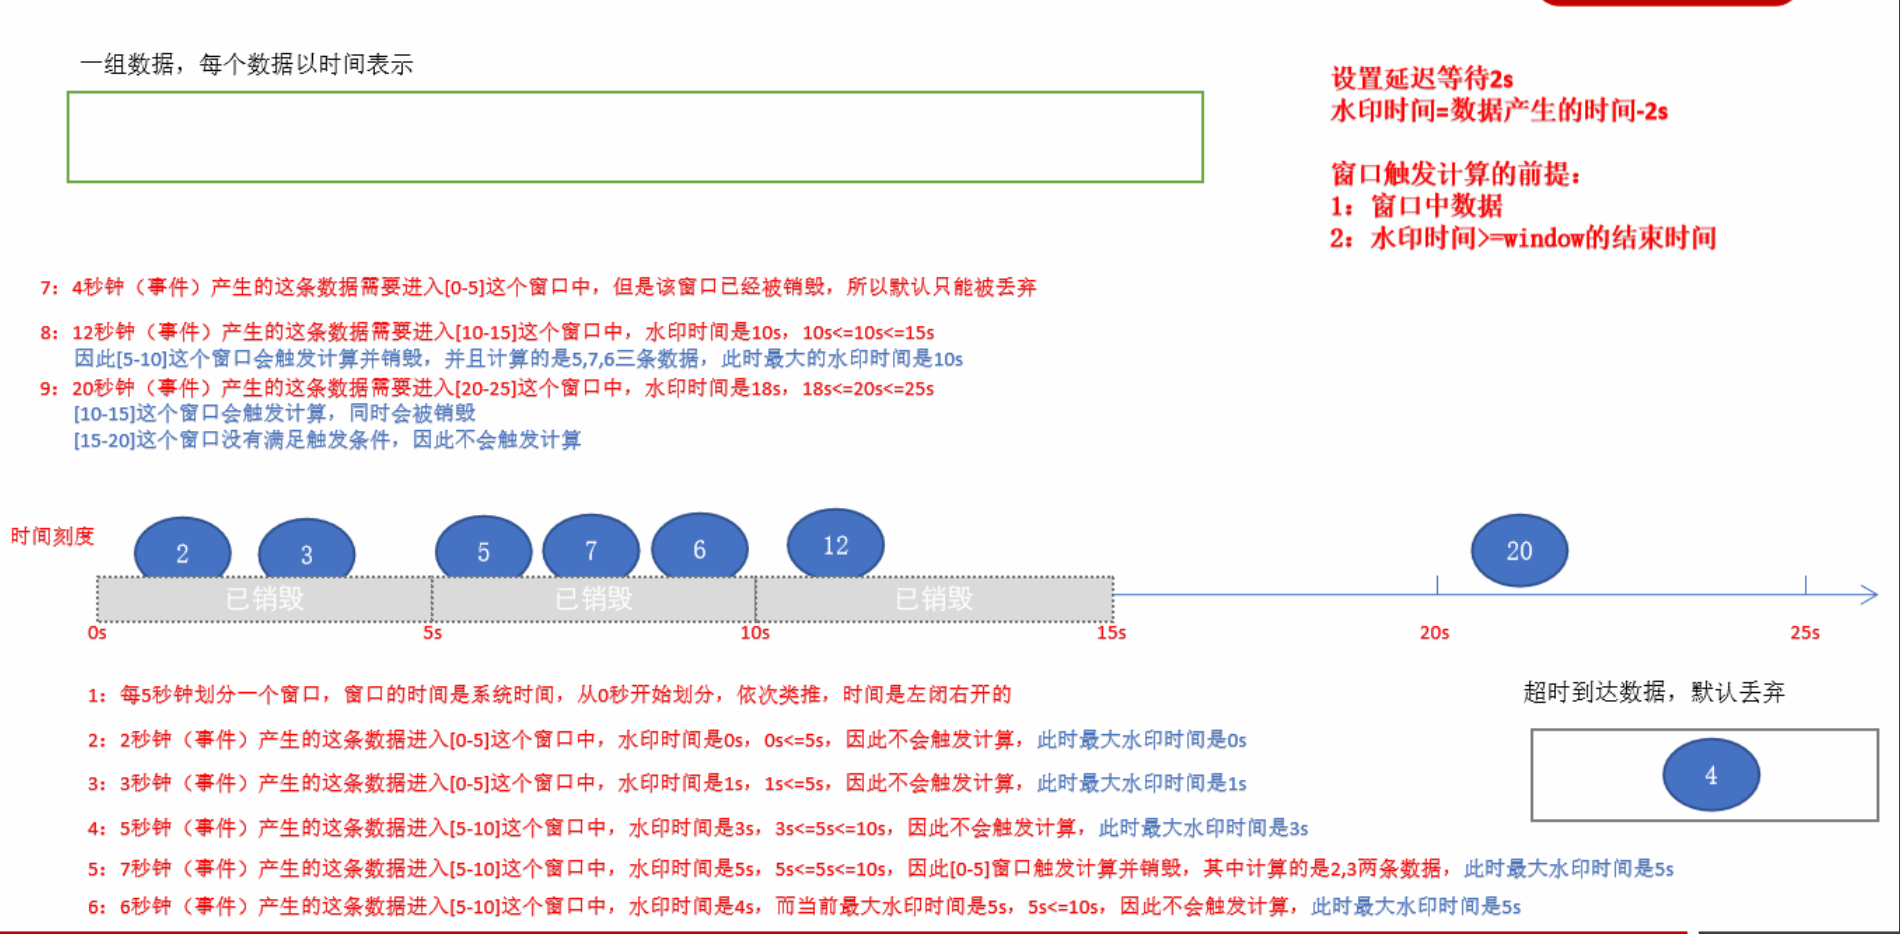 一组数据，每个数据以时间表示
设置延迟等待2s
水印时间=数据产生的时间-2s
窗口触发计算的前提：
1：窗口中数据
2：水印时间>=window的结束时间
7：4秒钟（事件）产生的这条数据需要进入[0-5]这个窗口中，但是该窗口已经被销毁，所以默认只能被丢弃
8：12秒钟（事件）产生的这条数据需要进入[10-15]这个窗口中，水印时间是10s，10s<=10s<=15s
因此[5-10]这个窗口会触发计算并销毁，并且计算的是5,7,6三条数据，此时最大的水印时间是10s
9：20秒钟（事件）产生的这条数据需要进入[20-25]这个窗口中，水印时间是18s，18s<=20s<=25s
[10-15]这个窗口会触发计算，同时会被销毁
[15-20]这个窗口没有满足触发条件，因此不会触发计算
时间刻度
2
3
5
7
6
12
20
已销毁
已销毁
已销毁
0s
5s
10s
15s
20s
25s
1：每5秒钟划分一个窗口，窗口的时间是系统时间，从0秒开始划分，依次类推，时间是左闭右开的
2：2秒钟（事件）产生的这条数据进入[0-5]这个窗口中，水印时间是0s，0s<=5s，因此不会触发计算，此时最大水印时间是0s
3：3秒钟（事件）产生的这条数据进入[0-5]这个窗口中，水印时间是1s，1s<=5s，因此不会触发计算，此时最大水印时间是1s
4：5秒钟（事件）产生的这条数据进入[5-10]这个窗口中，水印时间是3s，3s<=5s<=10s，因此不会触发计算，此时最大水印时间是3s
5：7秒钟（事件）产生的这条数据进入[5-10]这个窗口中，水印时间是5s，5s<=5s<=10s，因此[0-5]窗口触发计算并销毁，其中计算的是2,3两条数据，此时最大水印时间是5s
6：6秒钟（事件）产生的这条数据进入[5-10]这个窗口中，水印时间是4s，而当前最大水印时间是5s，5s<=10s，因此不会触发计算，此时最大水印时间是5s
超时到达数据，默认丢弃
4